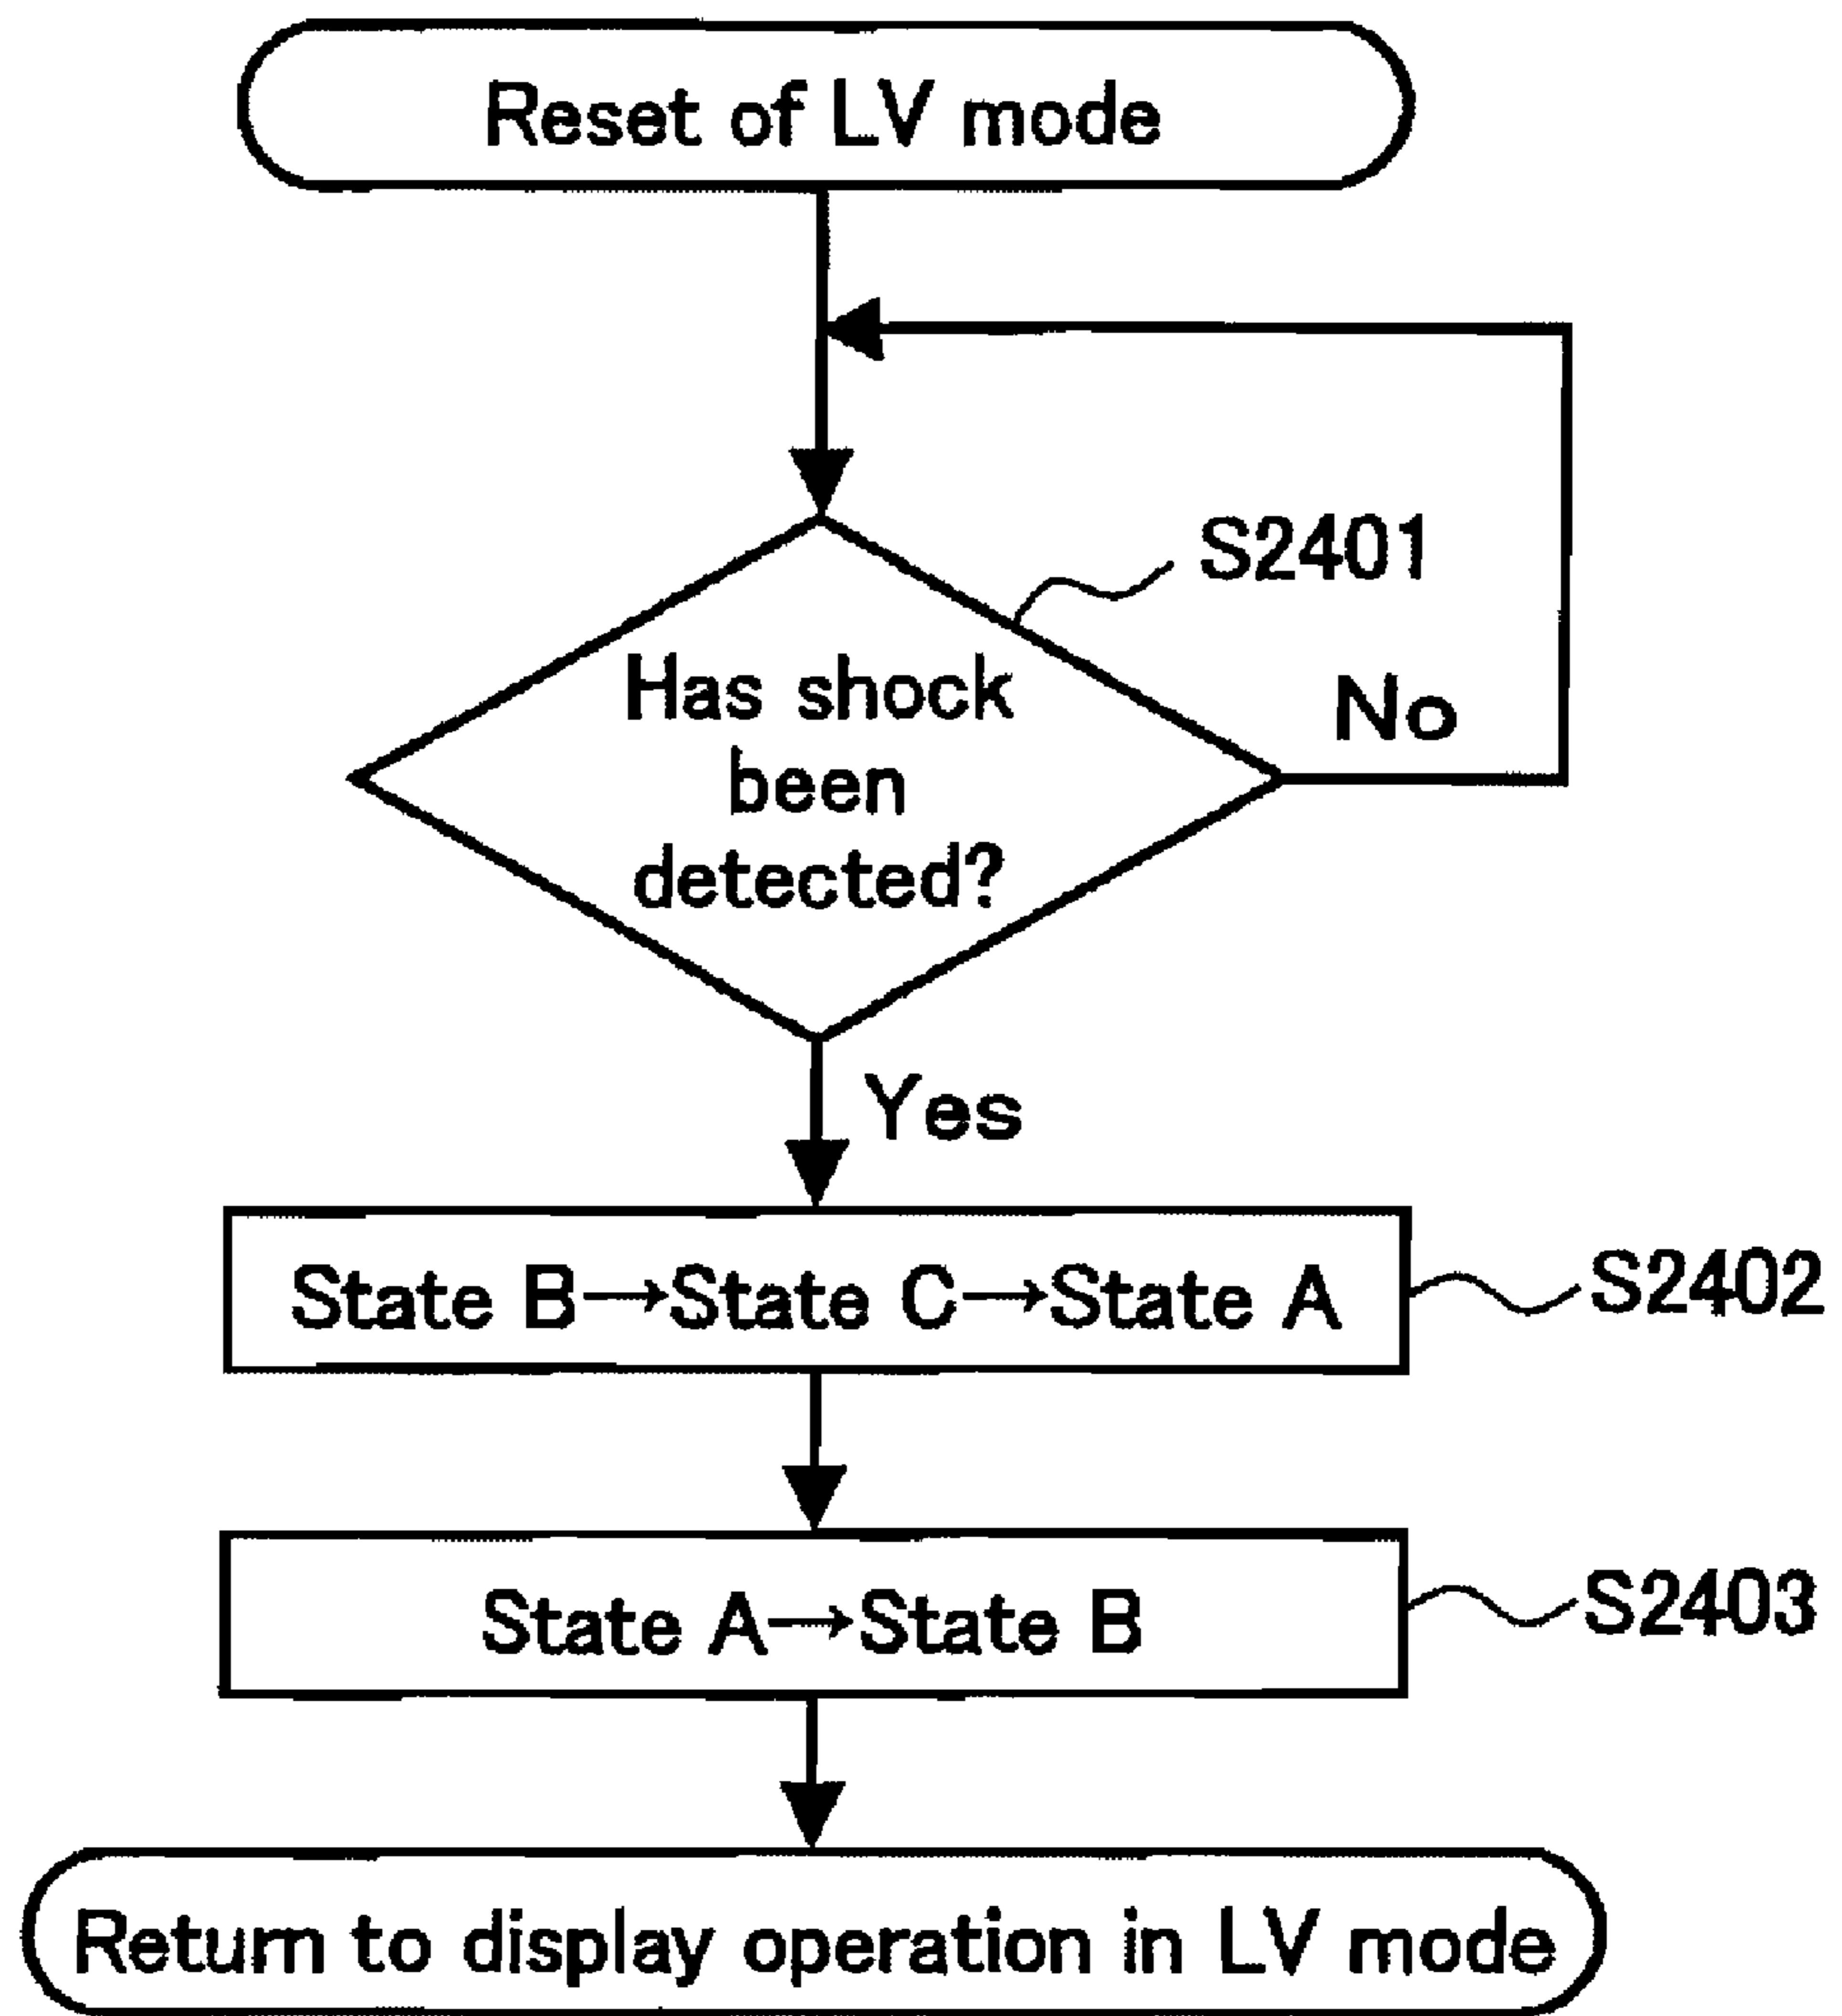 Reset of LV mode
S2401
Has shock
been
detected?
No
Yes
State B→State C→State A
S2402
State A→State B
S2403
Return to display operation in LV mode